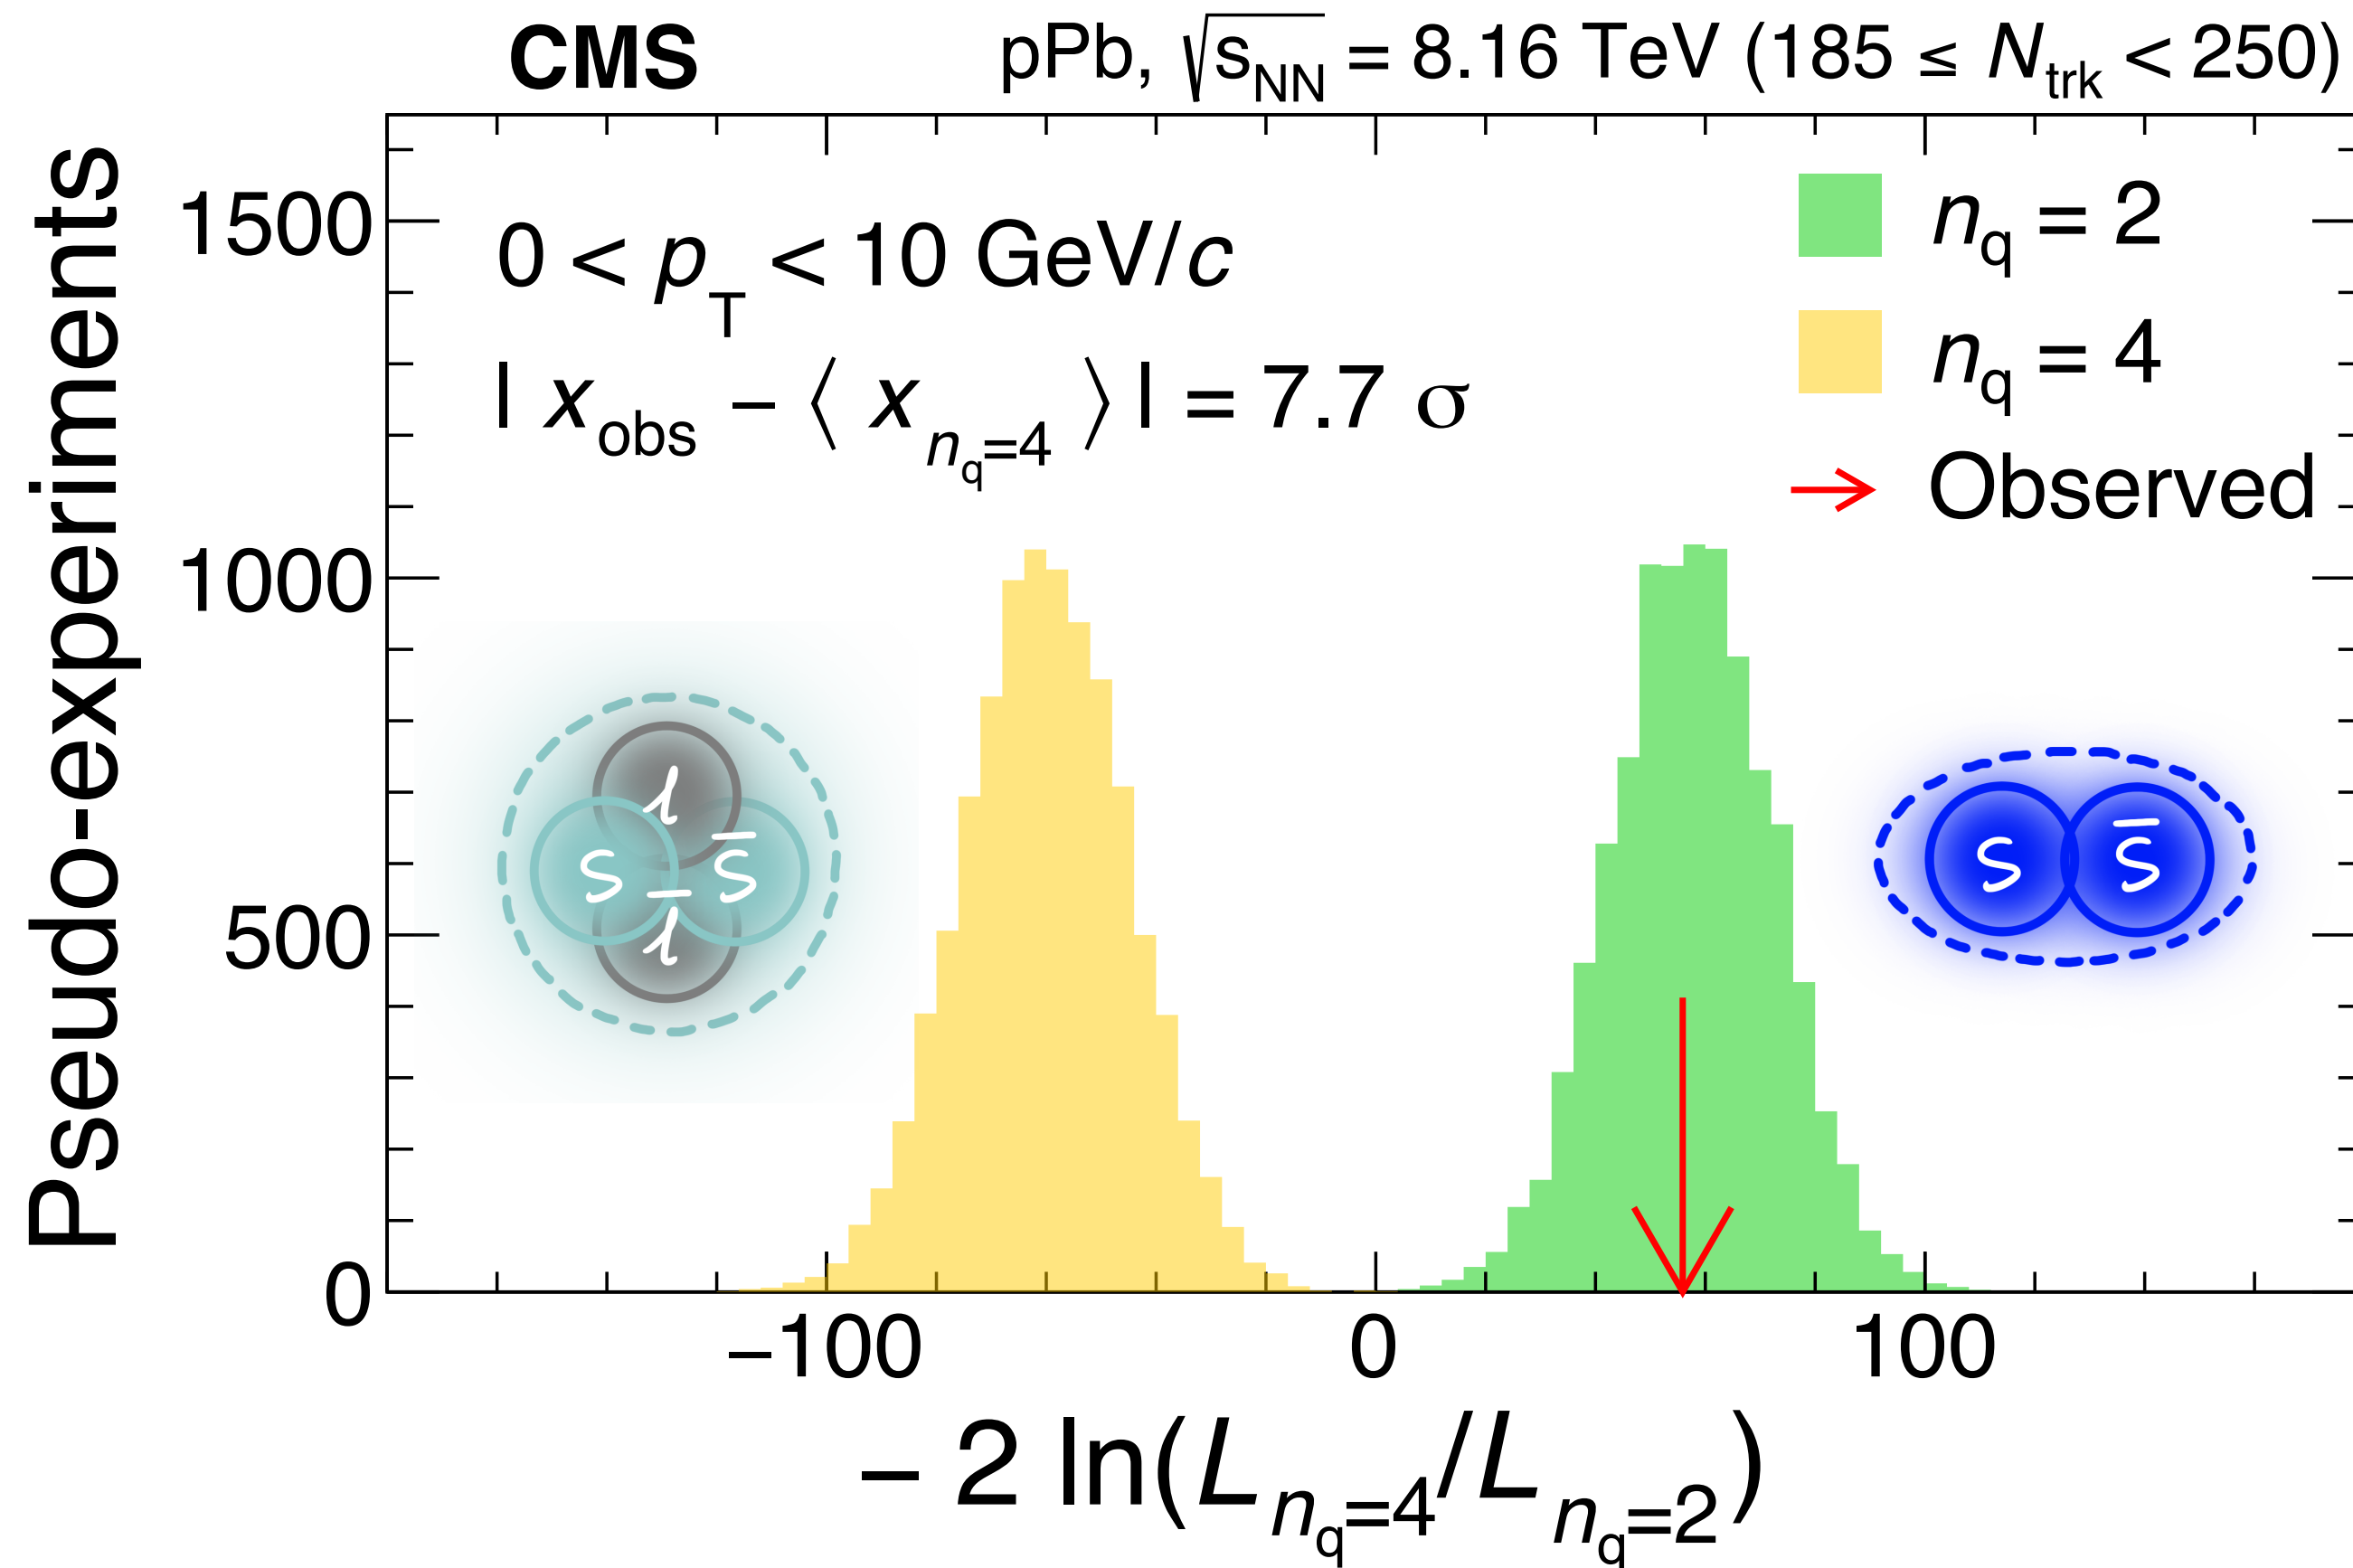 CMS
pPb, √sNN = 8.16 TeV (185 ≤ Ntrk < 250)
Pseudo-experiments
1500
1000
500
0
0 < pT < 10 GeV/c
| xobs − ⟨ xnq=4 ⟩| = 7.7 σ
nq = 2
nq = 4
Observed
l
s s̅
l̅
s s̅
−100 0 100
− 2 ln(Lnq=4/Lnq=2)